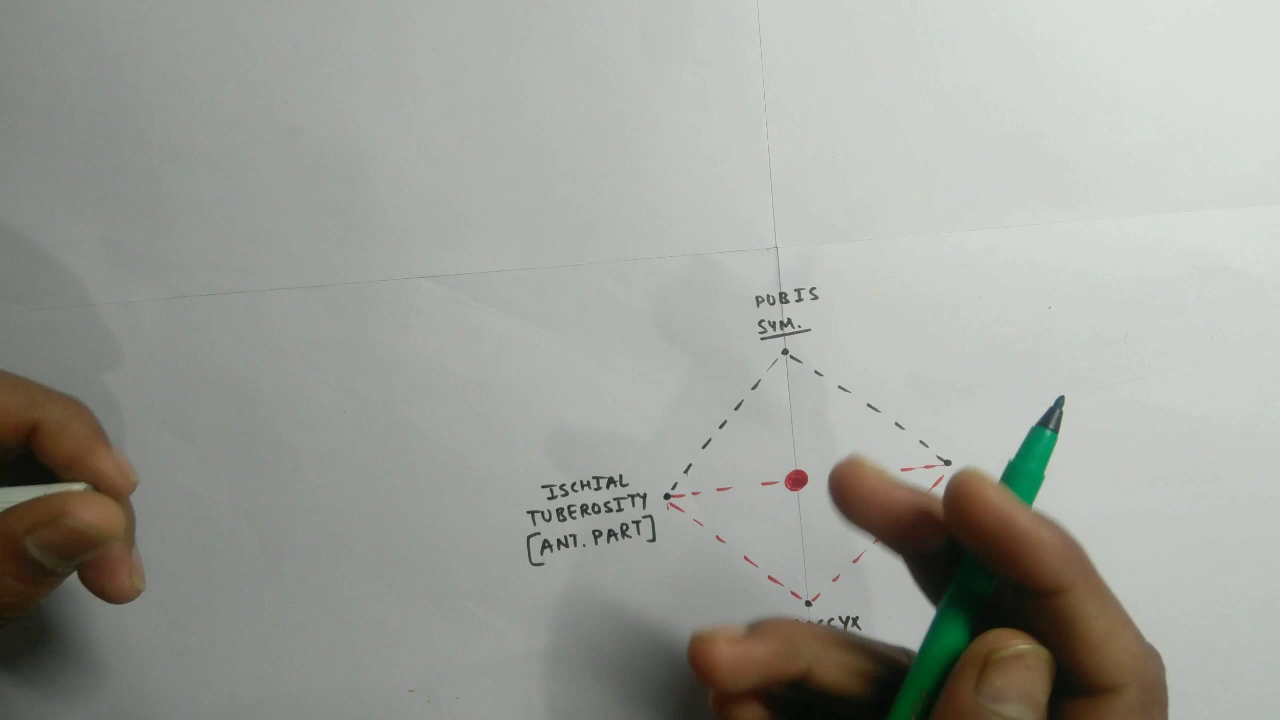 PUBIS
SYM.
ISCHIAL
TUBEROSITY
[ANT. PART]